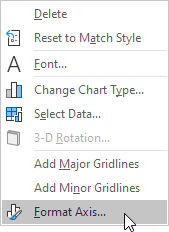 Delete
Reset to Match Style
Font...
Change Chart Type...
Select Data...
3-D Rotation...
Add Major Gridlines
Add Minor Gridlines
Format Axis...